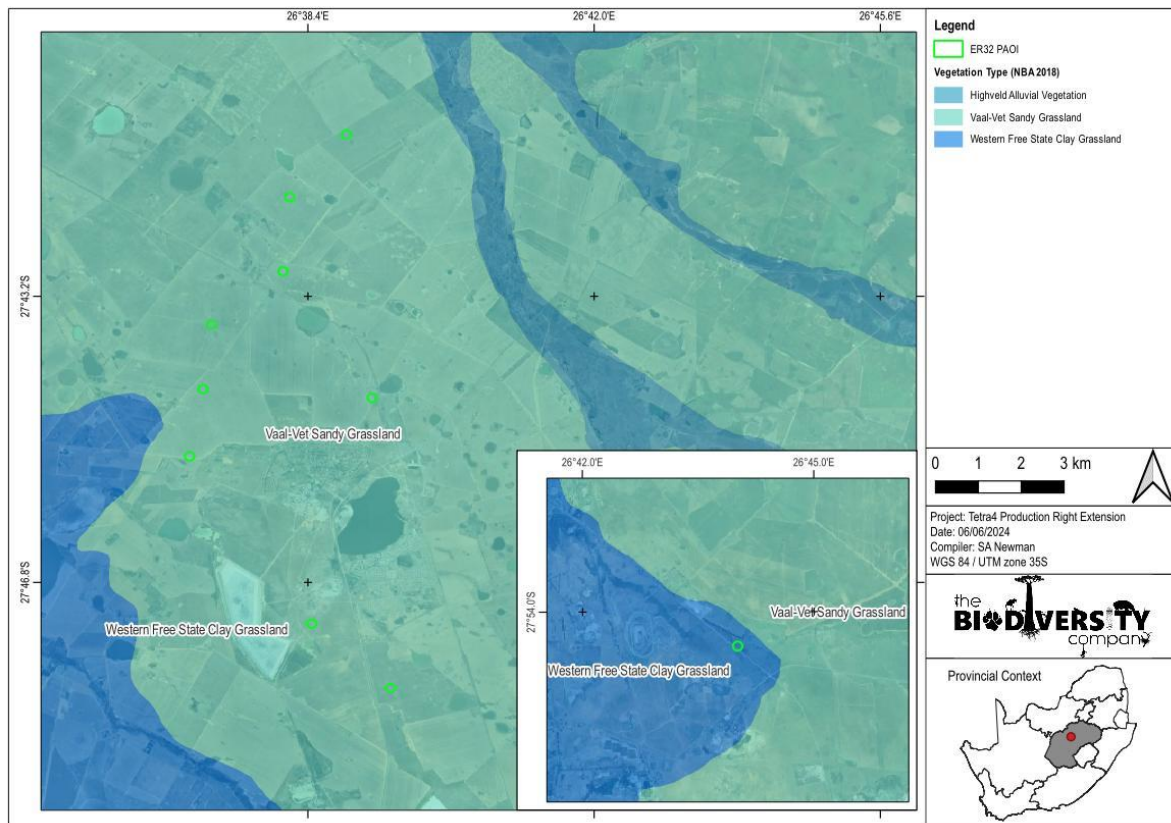 26°38.4'E
26°42.0'E
26°45.6'E
27°43.2'S
27°46.8'S
Vaal-Vet Sandy Grassland
Western Free State Clay Grassland
26°42.0'E
26°45.0'E
27°54.0'S
Vaal-Vet Sandy Grassland
Western Free State Clay Grassland
Legend
ER32 PAOI
Vegetation Type (NBA 2018)
Highveld Alluvial Vegetation
Vaal-Vet Sandy Grassland
Western Free State Clay Grassland
0 1 2 3 km
Project: Tetra4 Production Right Extension
Date: 06/06/2024
Compiler: SA Newman
WGS 84 / UTM zone 35S
the
BIODIVERSITY
company
Provincial Context